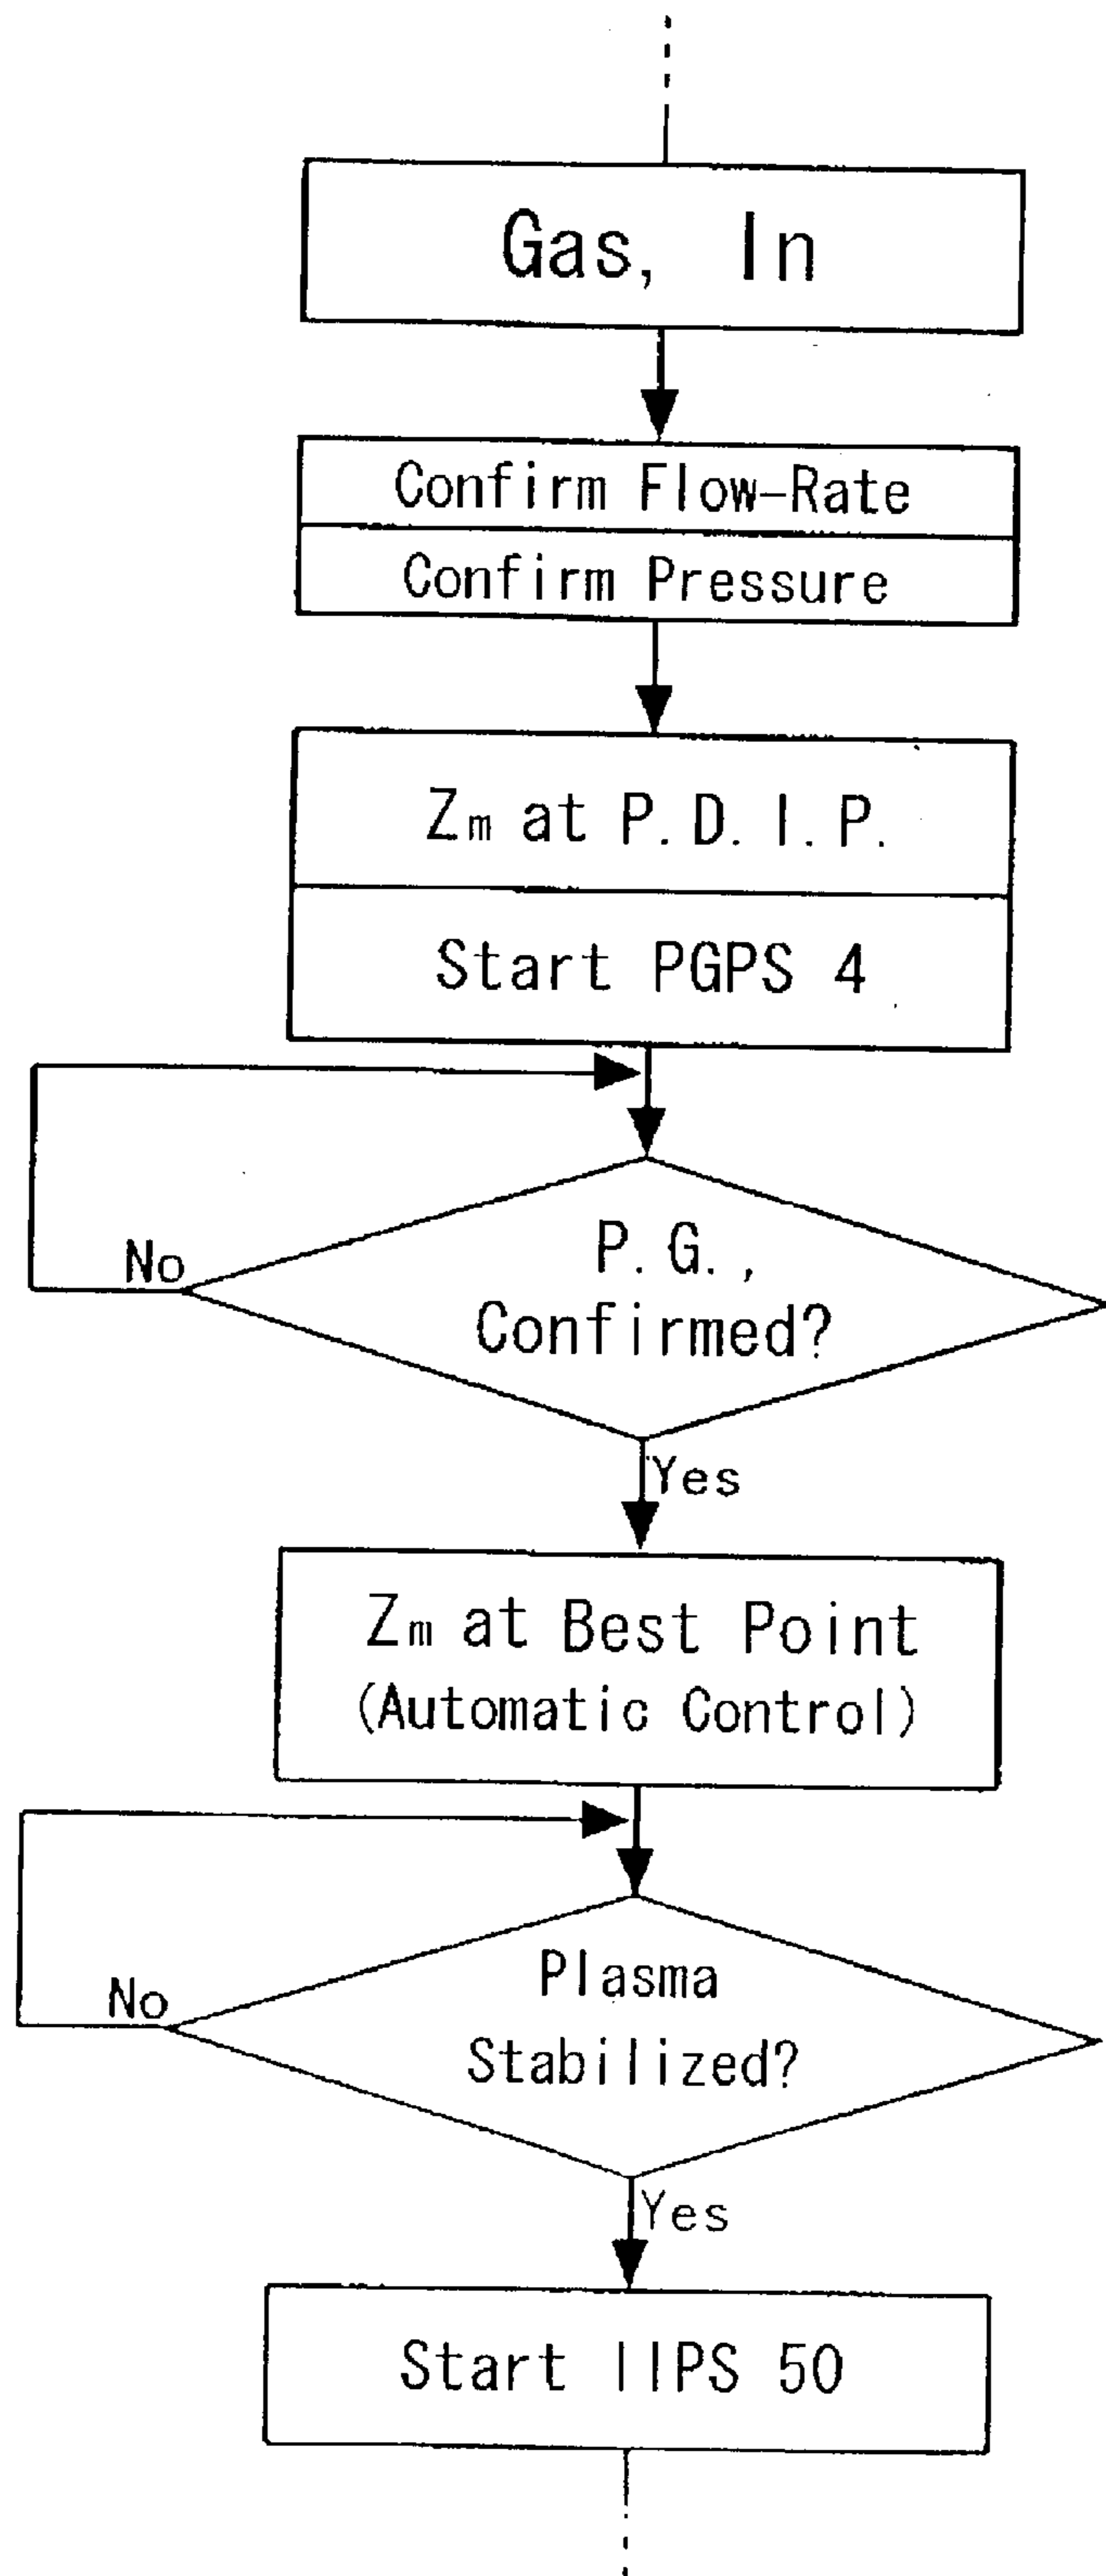 Gas, In
Confirm Flow-Rate
Confirm Pressure
Zm at P.D.I.P.
Start PGPS 4
P.G.,
No
Confirmed?
Yes
Zm at Best Point
(Automatic Control)
Plasma
No
Stabilized?
Yes
Start IIPS 50